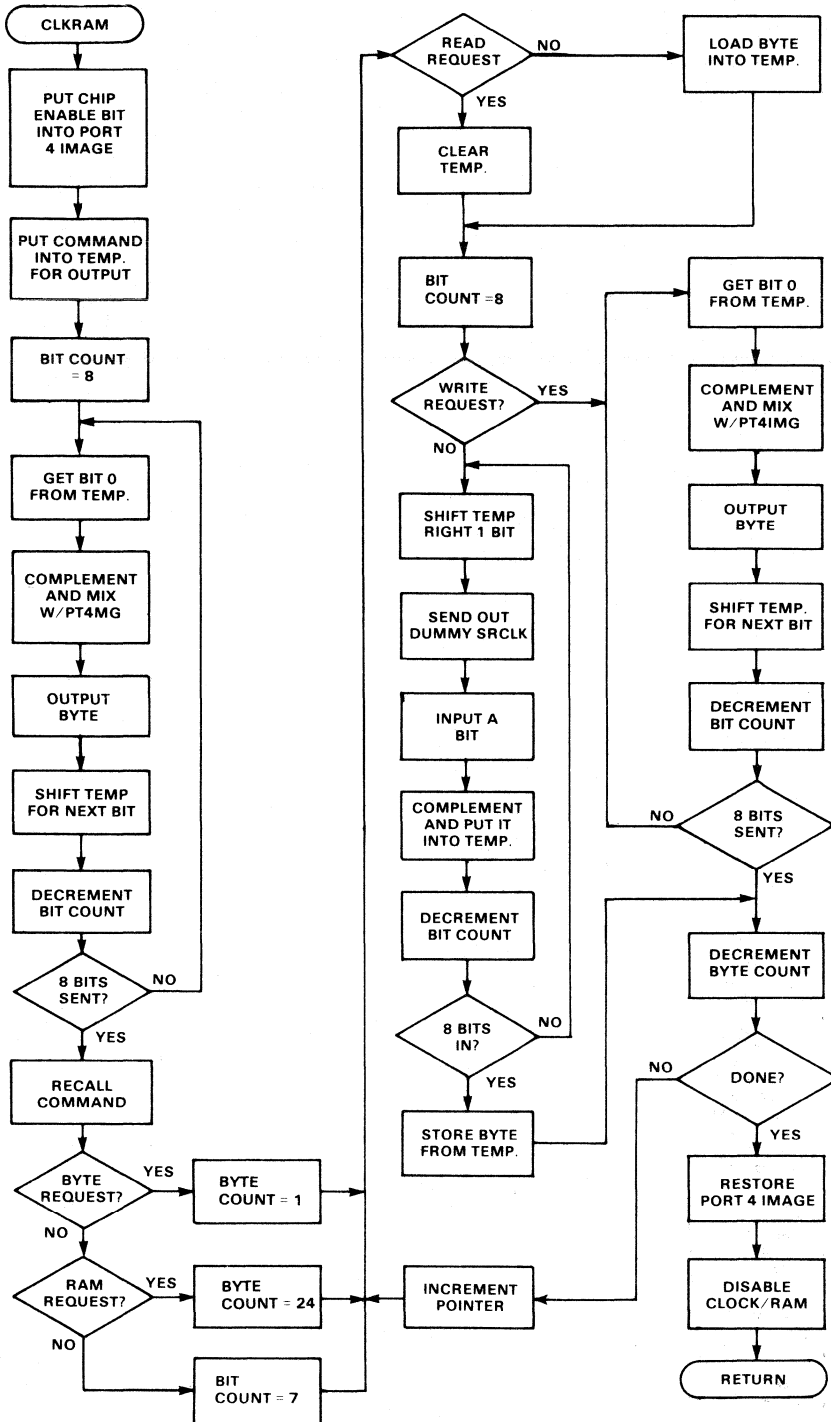 CLKRAM
PUT CHIP
ENABLE BIT
INTO PORT
4 IMAGE
PUT COMMAND
INTO TEMP.
FOR OUTPUT
BIT COUNT
= 8
GET BIT 0
FROM TEMP.
COMPLEMENT
AND MIX
W/PT4MG
OUTPUT
BYTE
SHIFT TEMP
FOR NEXT BIT
DECREMENT
BIT COUNT
8 BITS
SENT?
NO
YES
RECALL
COMMAND
BYTE
REQUEST?
YES
NO
BYTE
COUNT = 1
RAM
REQUEST?
YES
NO
BYTE
COUNT = 24
BIT
COUNT = 7
READ
REQUEST
NO
YES
LOAD BYTE
INTO TEMP.
CLEAR
TEMP.
BIT
COUNT =8
WRITE
REQUEST?
YES
NO
SHIFT TEMP
RIGHT 1 BIT
SEND OUT
DUMMY SRCLK
INPUT A
BIT
COMPLEMENT
AND PUT IT
INTO TEMP.
DECREMENT
BIT COUNT
8 BITS
IN?
NO
YES
STORE BYTE
FROM TEMP.
INCREMENT
POINTER
GET BIT 0
FROM TEMP.
COMPLEMENT
AND MIX
W/PT4IMG
OUTPUT
BYTE
SHIFT TEMP.
FOR NEXT BIT
DECREMENT
BIT COUNT
8 BITS
SENT?
NO
YES
DECREMENT
BYTE COUNT
DONE?
NO
YES
RESTORE
PORT 4 IMAGE
DISABLE
CLOCK/RAM
RETURN